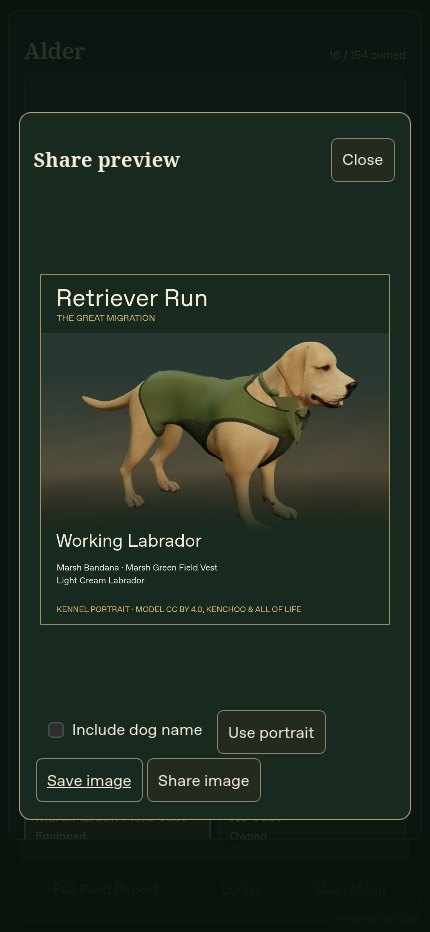 Alder
16 / 154 owned
Share preview
Close
Retriever Run
THE GREAT MIGRATION
Working Labrador
Marsh Bandana · Marsh Green Field Vest
Light Cream Labrador
KENNEL PORTRAIT · MODEL CC BY 4.0, KENCHOO & ALL OF LIFE
Include dog name
Use portrait
Save image
Share image
Equipped
Owned
Full Field Report
Lodge
Main Menu